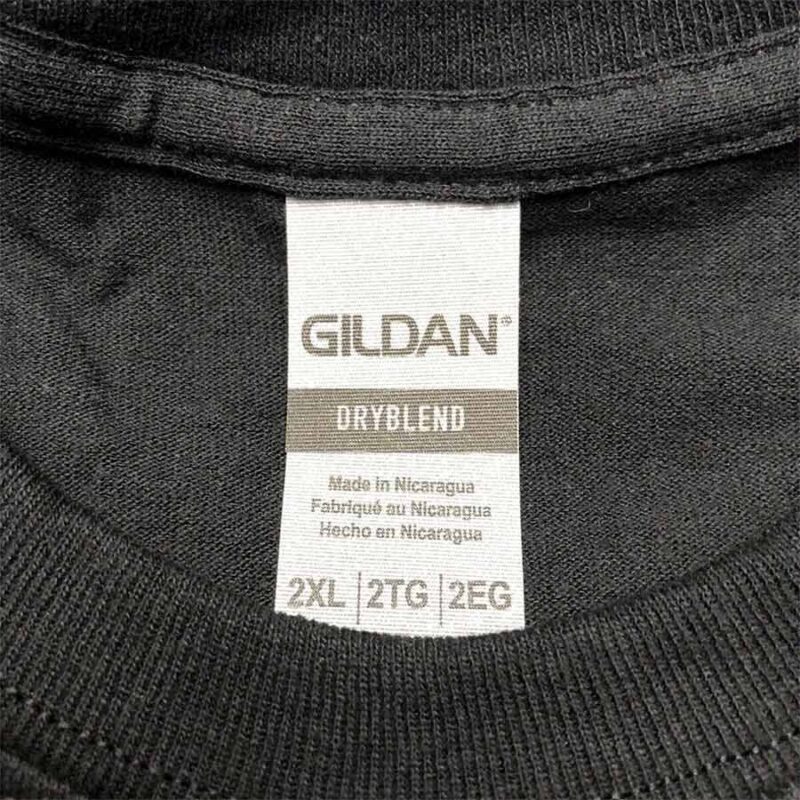 GILDAN®
DRYBLEND
Made in Nicaragua
Fabriqué au Nicaragua
Hecho en Nicaragua
2XL | 2TG | 2EG